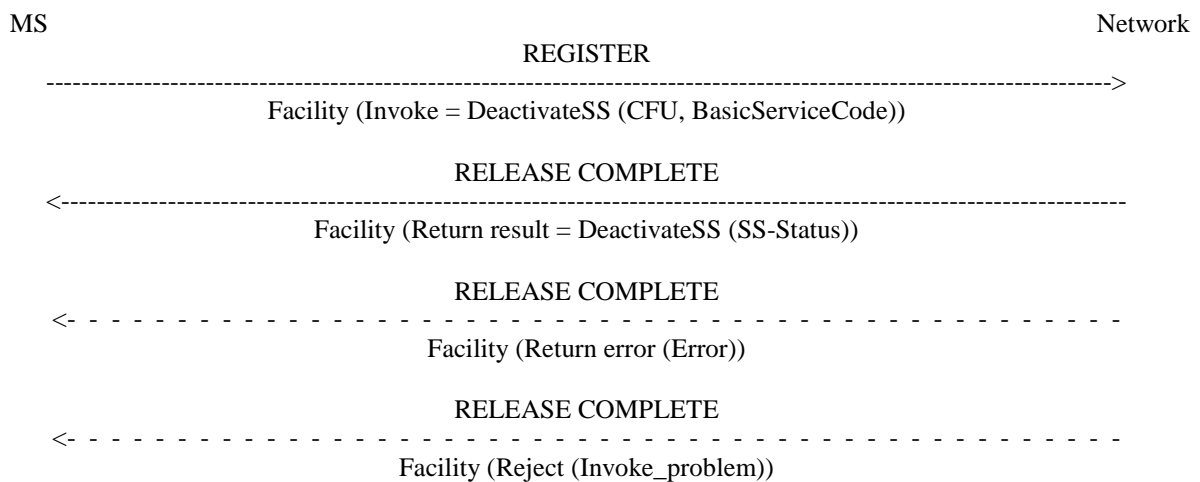 MS Network
REGISTER
Facility (Invoke = DeactivateSS (CFU, BasicServiceCode))
RELEASE COMPLETE
Facility (Return result = DeactivateSS (SS-Status))
RELEASE COMPLETE
Facility (Return error (Error))
RELEASE COMPLETE
Facility (Reject (Invoke_problem))